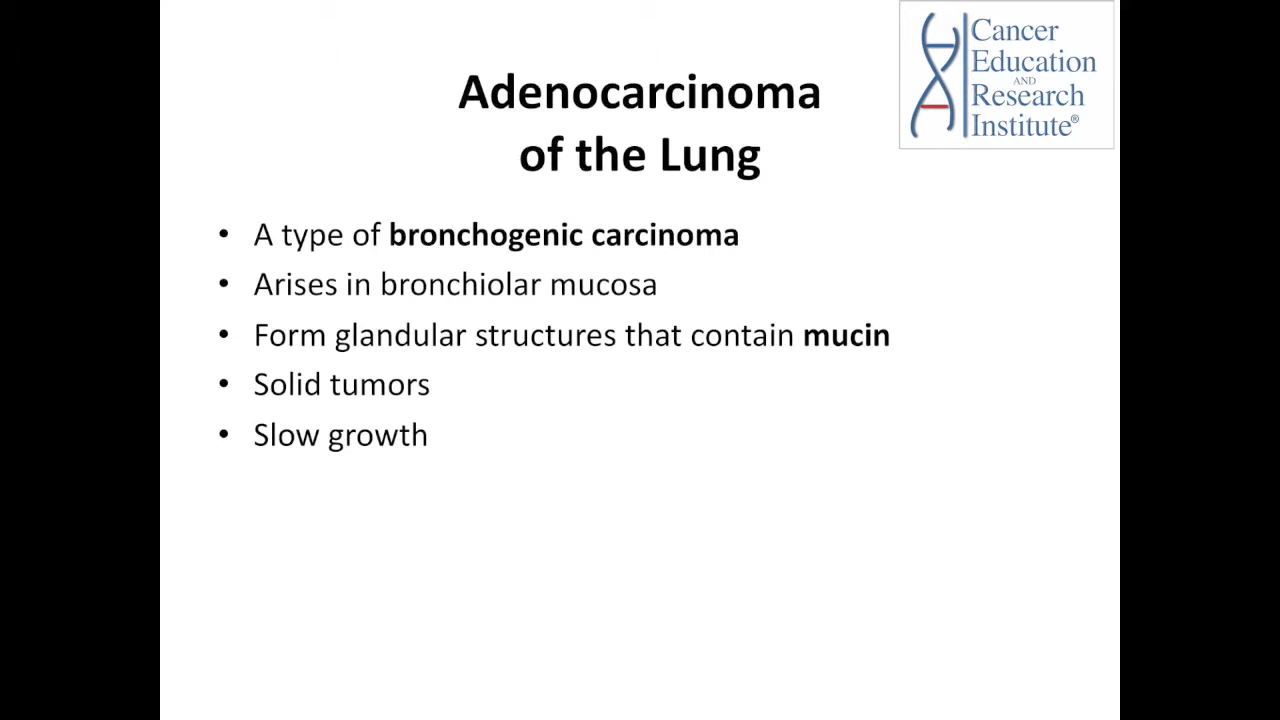 Cancer
Education
AND
Research
Institute®
Adenocarcinoma
of the Lung
• A type of bronchogenic carcinoma
• Arises in bronchiolar mucosa
• Form glandular structures that contain mucin
• Solid tumors
• Slow growth